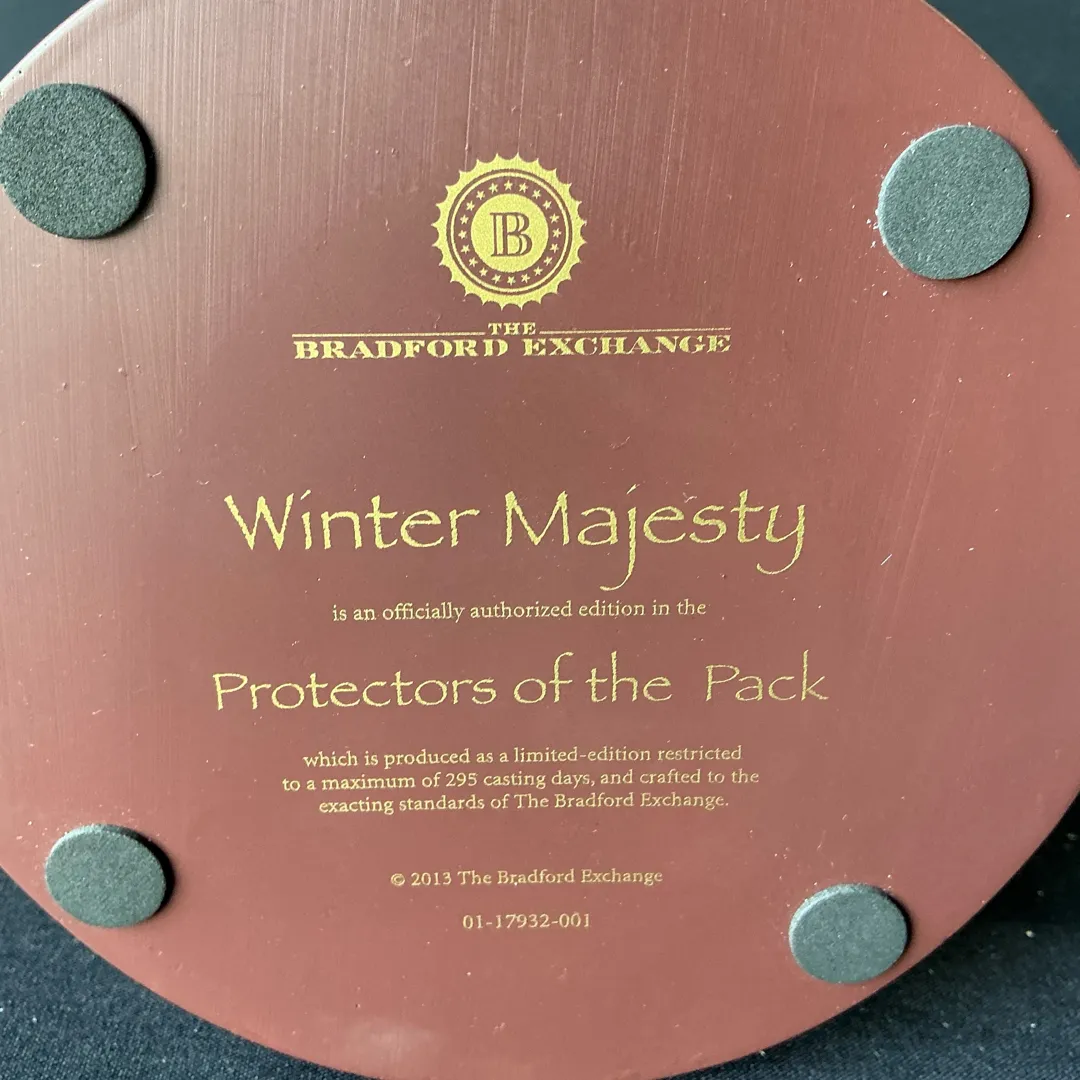 B
THE
BRADFORD EXCHANGE
Winter Majesty
is an officially authorized edition in the
Protectors of the Pack
which is produced as a limited-edition restricted
to a maximum of 295 casting days, and crafted to the
exacting standards of The Bradford Exchange.
© 2013 The Bradford Exchange
01-17932-001